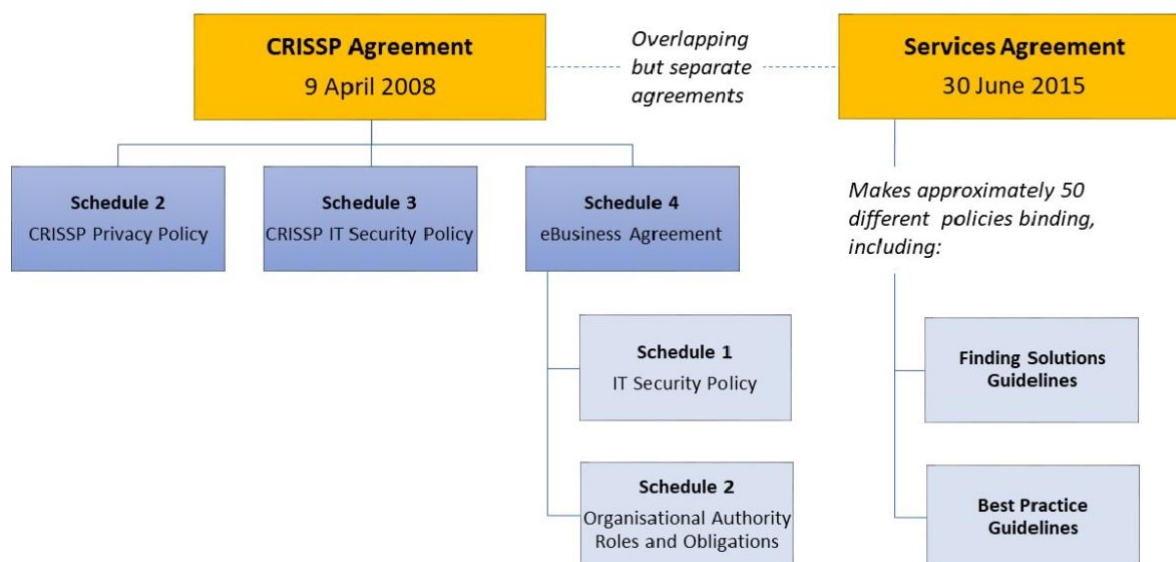 CRISSP Agreement
9 April 2008
Overlapping
but separate
agreements
Services Agreement
30 June 2015
Schedule 2
CRISSP Privacy Policy
Schedule 3
CRISSP IT Security Policy
Schedule 4
eBusiness Agreement
Makes approximately 50
different policies binding,
including:
Schedule 1
IT Security Policy
Finding Solutions
Guidelines
Schedule 2
Organisational Authority
Roles and Obligations
Best Practice
Guidelines